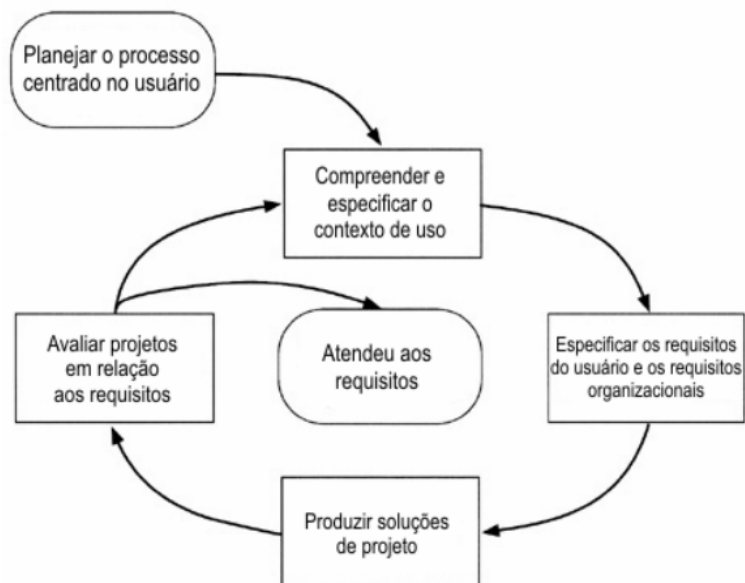 Planejar o processo
centrado no usuário
Compreender e
especificar o
contexto de uso
Avaliar projetos
em relação
aos requisitos
Atendeu aos
requisitos
Especificar os requisitos
do usuário e os requisitos
organizacionais
Produzir soluções
de projeto